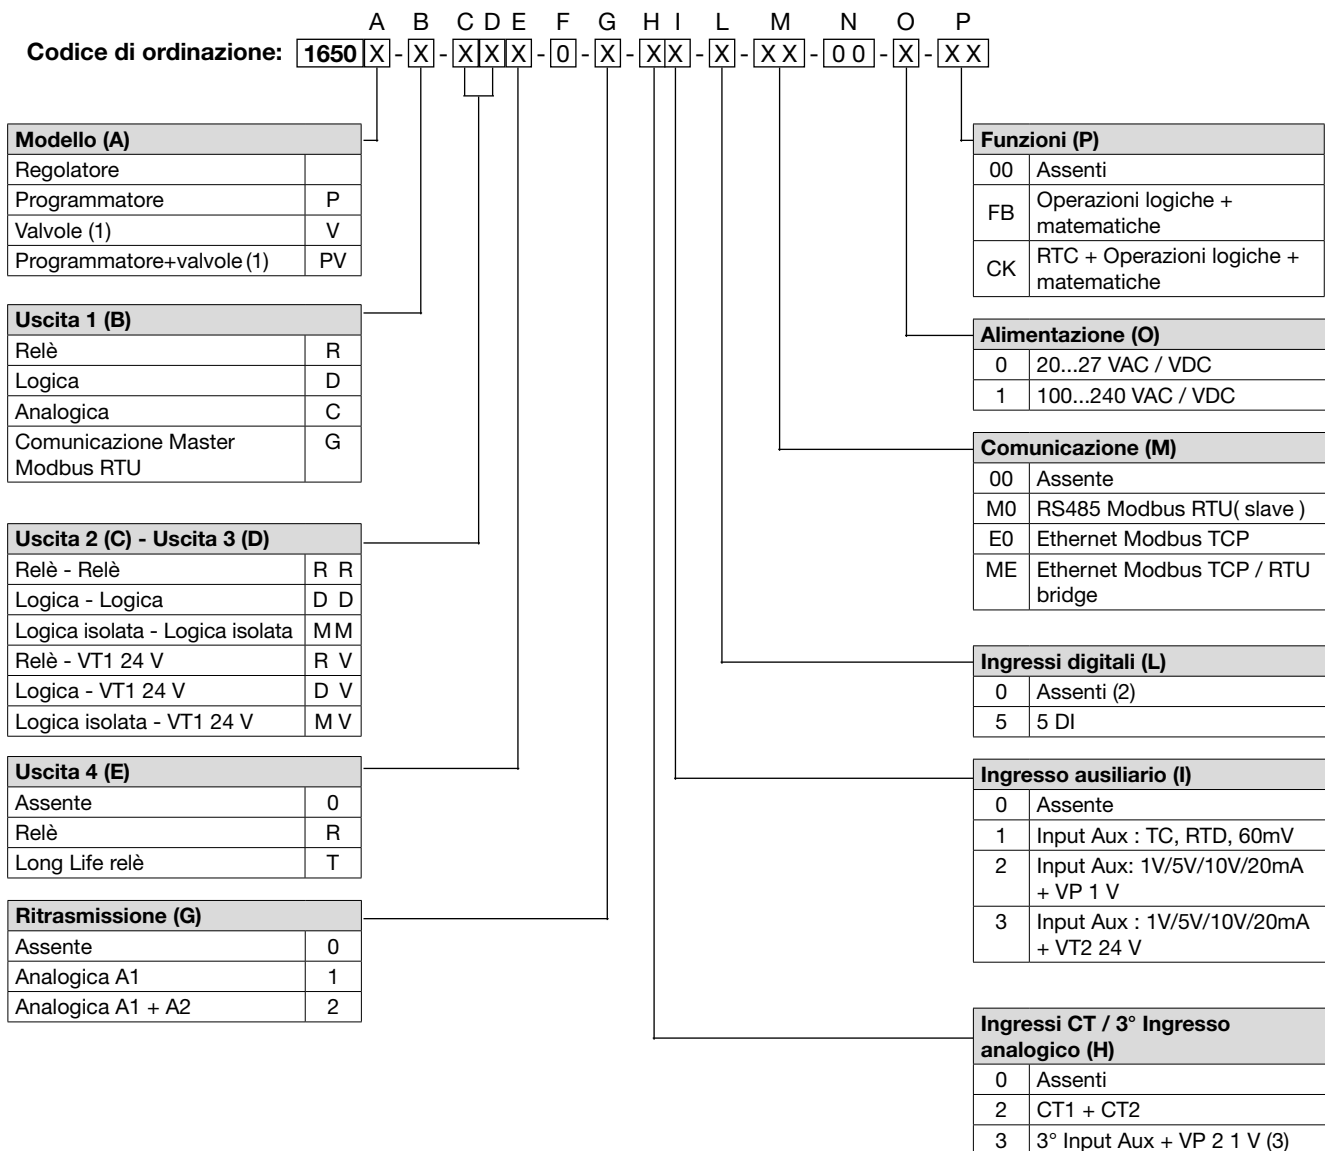 A B C D E F G H I L M N O P
Codice di ordinazione: 1650 X - X - X X X - 0 - X - X X - X - X X - 0 0 - X - X X
Modello (A)
Regolatore
Programmatore P
Valvole (1) V
Programmatore+valvole (1) PV
Uscita 1 (B)
Relè R
Logica D
Analogica C
Comunicazione Master G
Modbus RTU
Uscita 2 (C) - Uscita 3 (D)
Relè - Relè R R
Logica - Logica D D
Logica isolata - Logica isolata M M
Relè - VT1 24 V R V
Logica - VT1 24 V D V
Logica isolata - VT1 24 V M V
Uscita 4 (E)
Assente 0
Relè R
Long Life relè T
Ritrasmissione (G)
Assente 0
Analogica A1 1
Analogica A1 + A2 2
Funzioni (P)
00 Assenti
FB Operazioni logiche +
matematiche
CK RTC + Operazioni logiche +
matematiche
Alimentazione (O)
0 20...27 VAC / VDC
1 100...240 VAC / VDC
Comunicazione (M)
00 Assente
M0 RS485 Modbus RTU( slave )
E0 Ethernet Modbus TCP
ME Ethernet Modbus TCP / RTU
bridge
Ingressi digitali (L)
0 Assenti (2)
5 5 DI
Ingresso ausiliario (I)
0 Assente
1 Input Aux : TC, RTD, 60mV
2 Input Aux: 1V/5V/10V/20mA
+ VP 1 V
3 Input Aux : 1V/5V/10V/20mA
+ VT2 24 V
Ingressi CT / 3° Ingresso
analogico (H)
0 Assenti
2 CT1 + CT2
3 3° Input Aux + VP 2 1 V (3)